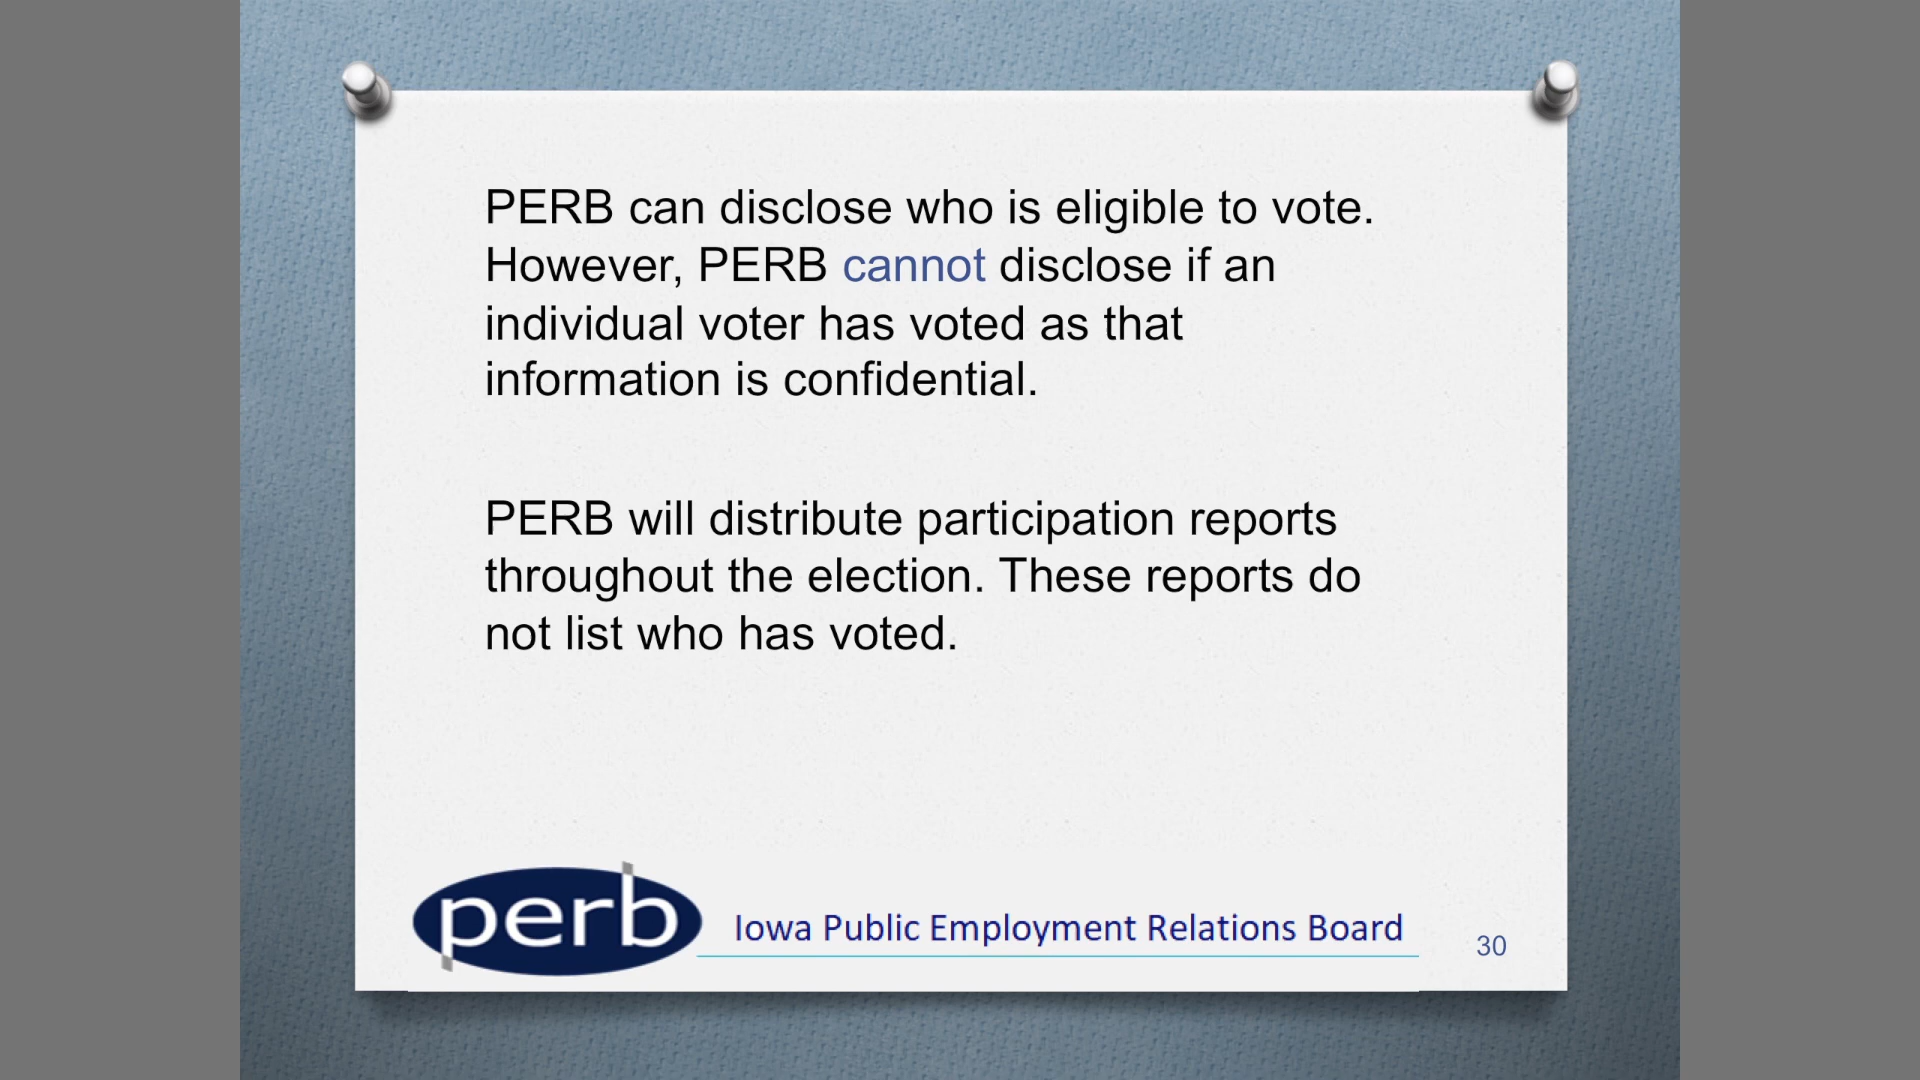 PERB can disclose who is eligible to vote.
However, PERB cannot disclose if an
individual voter has voted as that
information is confidential.
PERB will distribute participation reports
throughout the election. These reports do
not list who has voted.
perb
Iowa Public Employment Relations Board
30